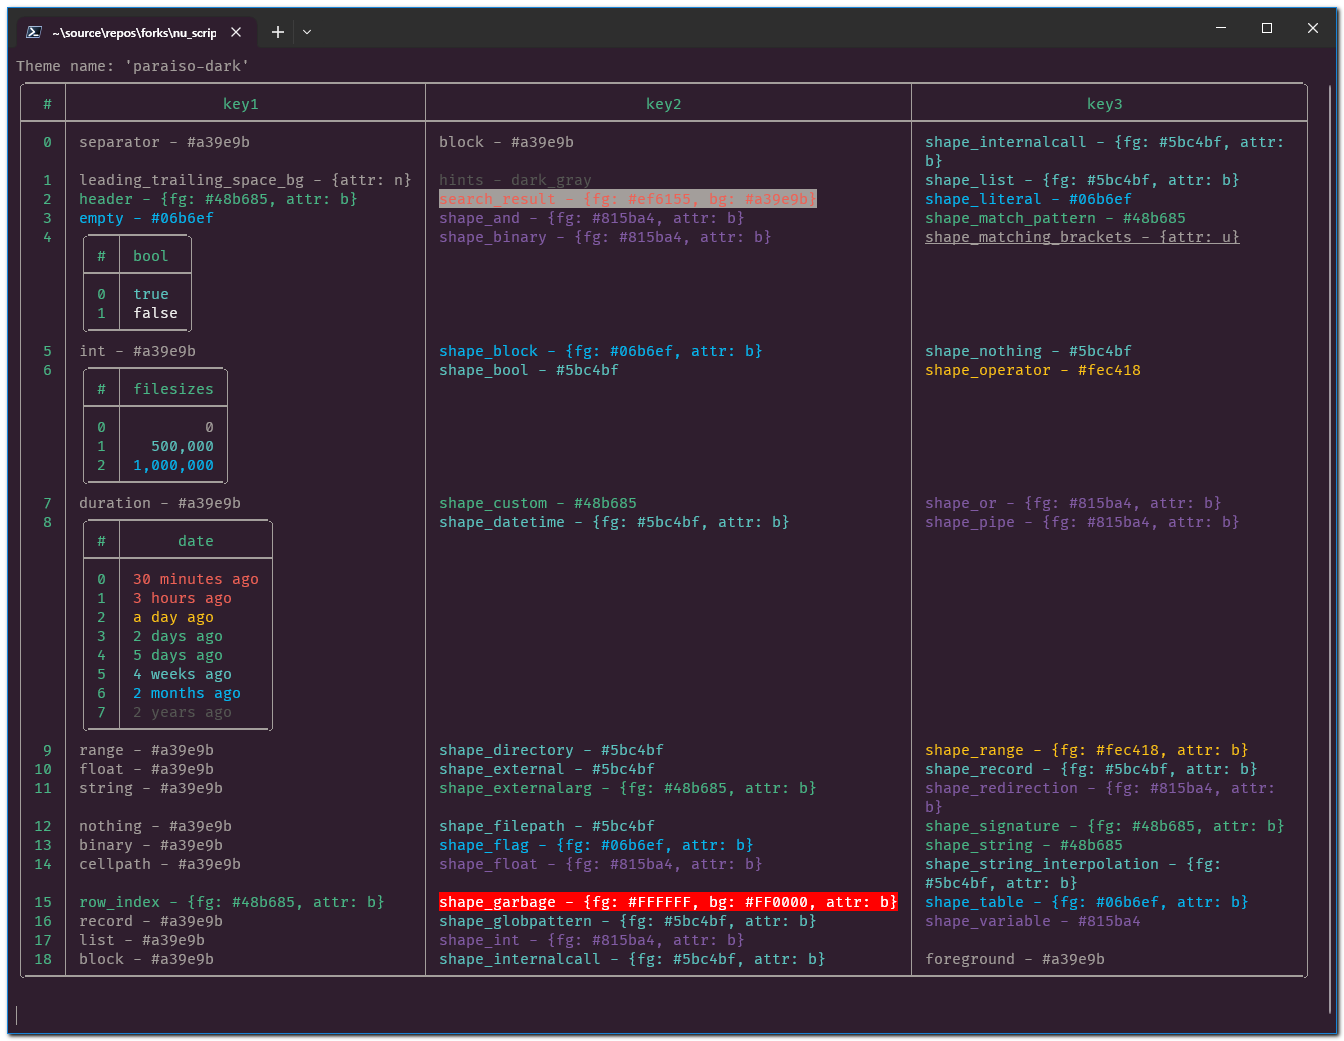 ~\source\repos\forks\nu_scrip
Theme name: 'paraiso-dark'
# key1 key2 key3
0 separator - #a39e9b block - #a39e9b shape_internalcall - {fg: #5bc4bf, attr:
b}
1 leading_trailing_space_bg - {attr: n} hints - dark_gray shape_list - {fg: #5bc4bf, attr: b}
2 header - {fg: #48b685, attr: b} search_result - {fg: #ef6155, bg: #a39e9b} shape_literal - #06b6ef
3 empty - #06b6ef shape_and - {fg: #815ba4, attr: b} shape_match_pattern - #48b685
4 shape_binary - {fg: #815ba4, attr: b} shape_matching_brackets - {attr: u}
# bool
0 true
1 false
5 int - #a39e9b shape_block - {fg: #06b6ef, attr: b} shape_nothing - #5bc4bf
6 shape_bool - #5bc4bf shape_operator - #fec418
# filesizes
0 0
1 500,000
2 1,000,000
7 duration - #a39e9b shape_custom - #48b685 shape_or - {fg: #815ba4, attr: b}
8 shape_datetime - {fg: #5bc4bf, attr: b} shape_pipe - {fg: #815ba4, attr: b}
# date
0 30 minutes ago
1 3 hours ago
2 a day ago
3 2 days ago
4 5 days ago
5 4 weeks ago
6 2 months ago
7 2 years ago
9 range - #a39e9b shape_directory - #5bc4bf shape_range - {fg: #fec418, attr: b}
10 float - #a39e9b shape_external - #5bc4bf shape_record - {fg: #5bc4bf, attr: b}
11 string - #a39e9b shape_externalarg - {fg: #48b685, attr: b} shape_redirection - {fg: #815ba4, attr:
b}
12 nothing - #a39e9b shape_filepath - #5bc4bf shape_signature - {fg: #48b685, attr: b}
13 binary - #a39e9b shape_flag - {fg: #06b6ef, attr: b} shape_string - #48b685
14 cellpath - #a39e9b shape_float - {fg: #815ba4, attr: b} shape_string_interpolation - {fg:
#5bc4bf, attr: b}
15 row_index - {fg: #48b685, attr: b} shape_garbage - {fg: #FFFFFF, bg: #FF0000, attr: b} shape_table - {fg: #06b6ef, attr: b}
16 record - #a39e9b shape_globpattern - {fg: #5bc4bf, attr: b} shape_variable - #815ba4
17 list - #a39e9b shape_int - {fg: #815ba4, attr: b}
18 block - #a39e9b shape_internalcall - {fg: #5bc4bf, attr: b} foreground - #a39e9b